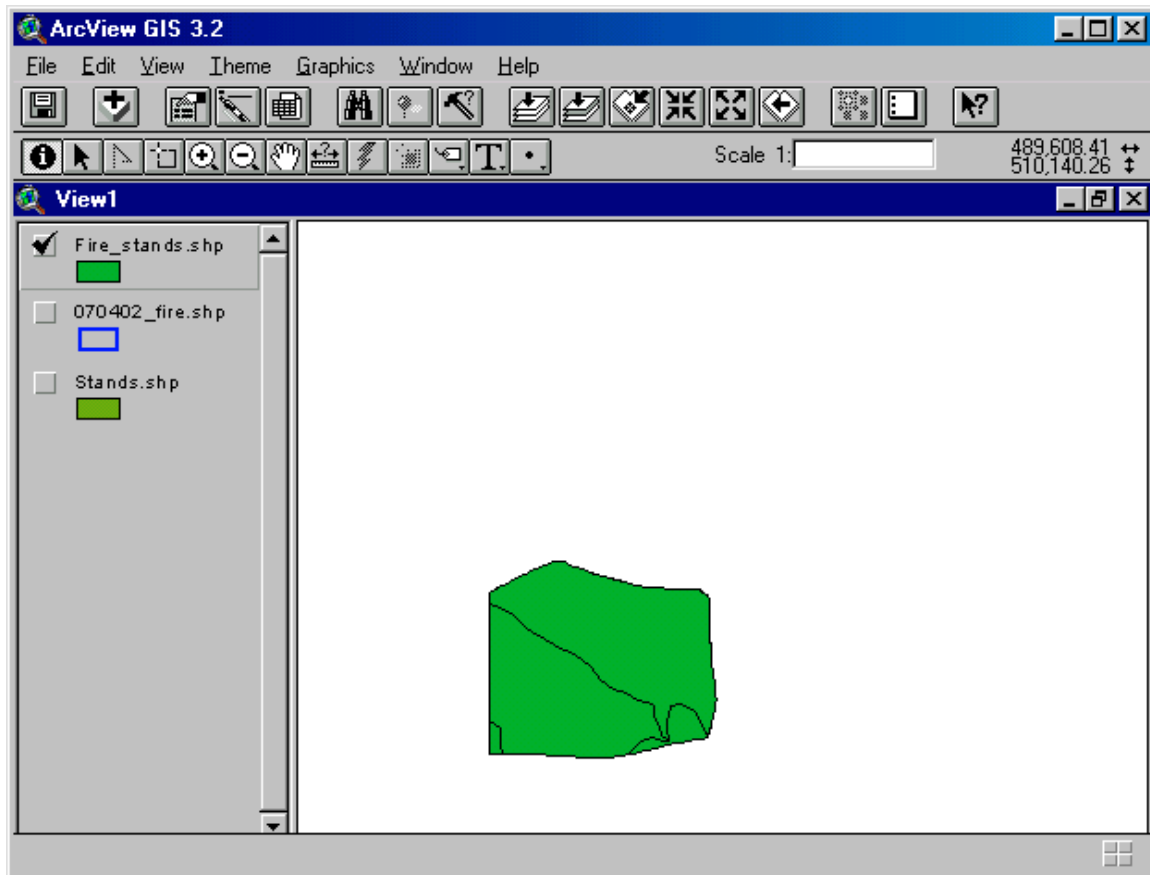 ArcView GIS 3.2
File Edit View Theme Graphics Window Help
Scale 1: 489,608.41
510,140.26
View1
Fire_stands.shp
070402_fire.shp
Stands.shp